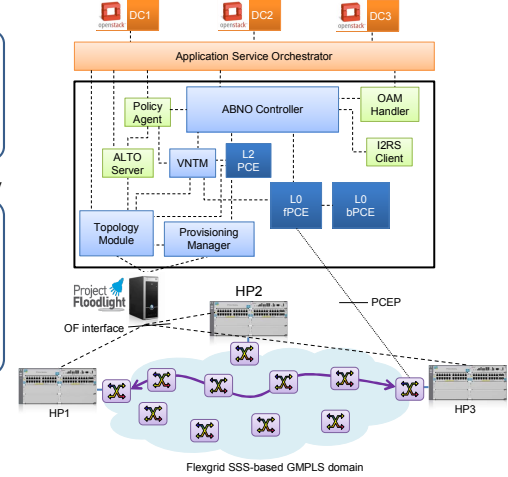 DC1
DC2
DC3
openstack
openstack
openstack
Application Service Orchestrator
Policy
Agent
ABNO Controller
OAM
Handler
I2RS
Client
ALTO
Server
VNTM
L2
PCE
L0
fPCE
L0
bPCE
Topology
Module
Provisioning
Manager
Project
Floodlight
HP2
PCEP
OF interface
HP1
HP3
Flexgrid SSS-based GMPLS domain